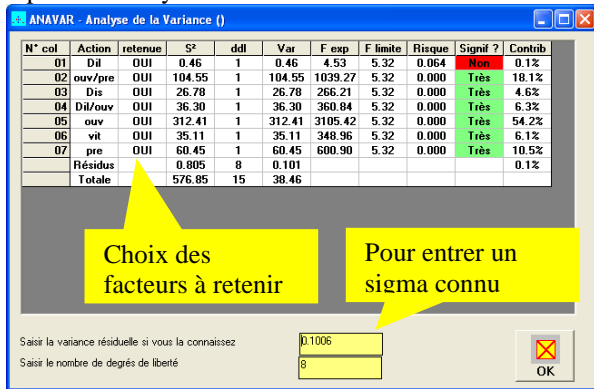 ANAVAR - Analyse de la Variance ()
N° col Action retenue S² ddl Var F exp F limite Risque Signif ? Contrib
01 Dil OUI 0.46 1 0.46 4.53 5.32 0.064 Non 0.1%
02 ouv/pre OUI 104.55 1 104.55 1039.27 5.32 0.000 Très 18.1%
03 Dis OUI 26.78 1 26.78 266.21 5.32 0.000 Très 4.6%
04 Dil/ouv OUI 36.30 1 36.30 360.84 5.32 0.000 Très 6.3%
05 ouv OUI 312.41 1 312.41 3105.42 5.32 0.000 Très 54.2%
06 vit OUI 35.11 1 35.11 348.96 5.32 0.000 Très 6.1%
07 pre OUI 60.45 1 60.45 600.90 5.32 0.000 Très 10.5%
Résidus 0.805 8 0.101 0.1%
Totale 576.85 15 38.46
Choix des
facteurs à retenir
Pour entrer un
sigma connu
Saisir la variance résiduelle si vous la connaissez 0.1006
Saisir le nombre de degrés de liberté 8
OK